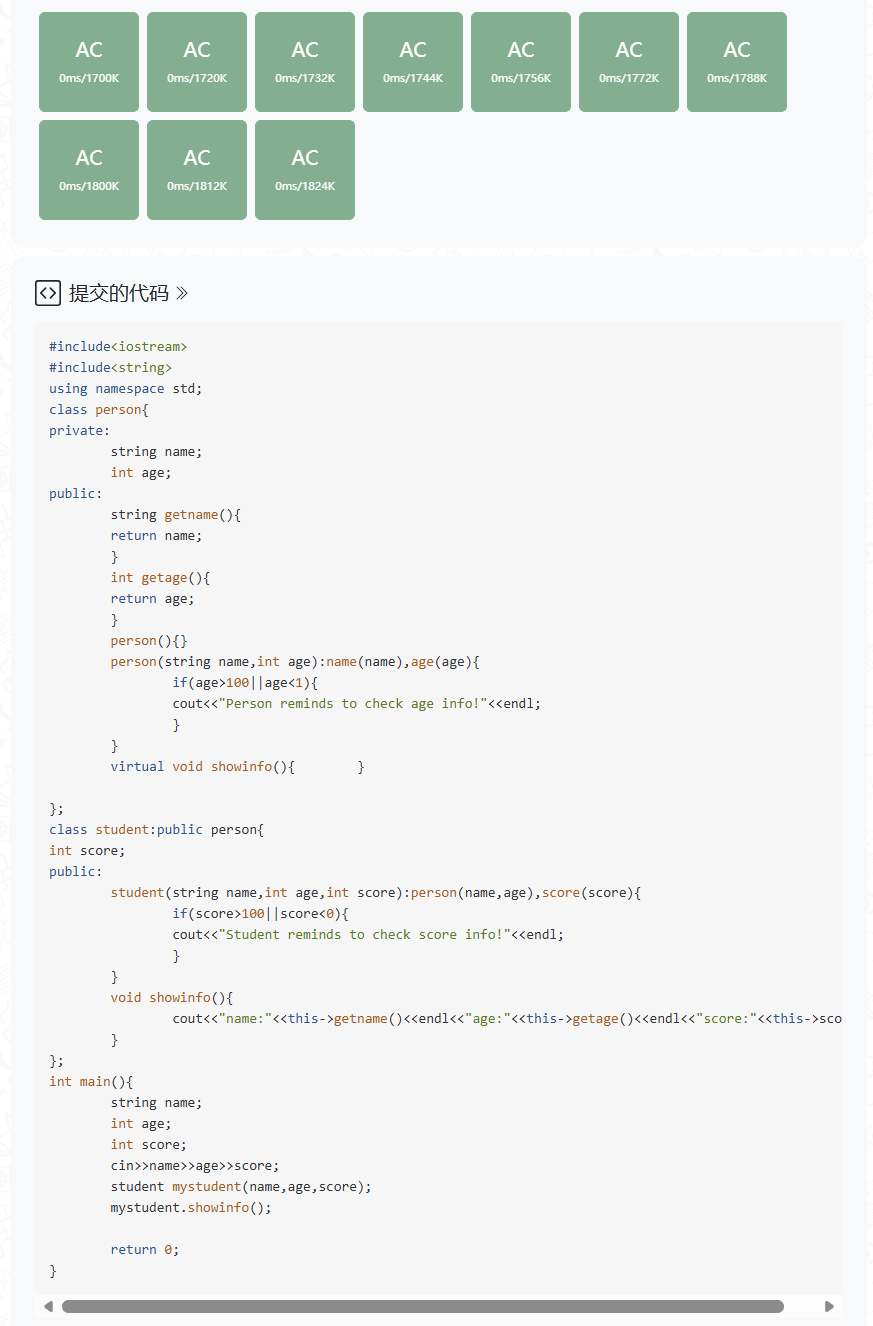 AC AC AC AC AC AC AC
0ms/1700K 0ms/1720K 0ms/1732K 0ms/1744K 0ms/1756K 0ms/1772K 0ms/1788K
AC AC AC
0ms/1800K 0ms/1812K 0ms/1824K
提交的代码
#include<iostream>
#include<string>
using namespace std;
class person{
private:
        string name;
        int age;
public:
        string getname(){
        return name;
        }
        int getage(){
        return age;
        }
        person(){}
        person(string name,int age):name(name),age(age){
                if(age>100||age<1){
                cout<<"Person reminds to check age info!"<<endl;
                }
        }
        virtual void showinfo(){        }

};
class student:public person{
int score;
public:
        student(string name,int age,int score):person(name,age),score(score){
                if(score>100||score<0){
                cout<<"Student reminds to check score info!"<<endl;
                }
        }
        void showinfo(){
                cout<<"name:"<<this->getname()<<endl<<"age:"<<this->getage()<<endl<<"score:"<<this->sco
        }
};
int main(){
        string name;
        int age;
        int score;
        cin>>name>>age>>score;
        student mystudent(name,age,score);
        mystudent.showinfo();

        return 0;
}